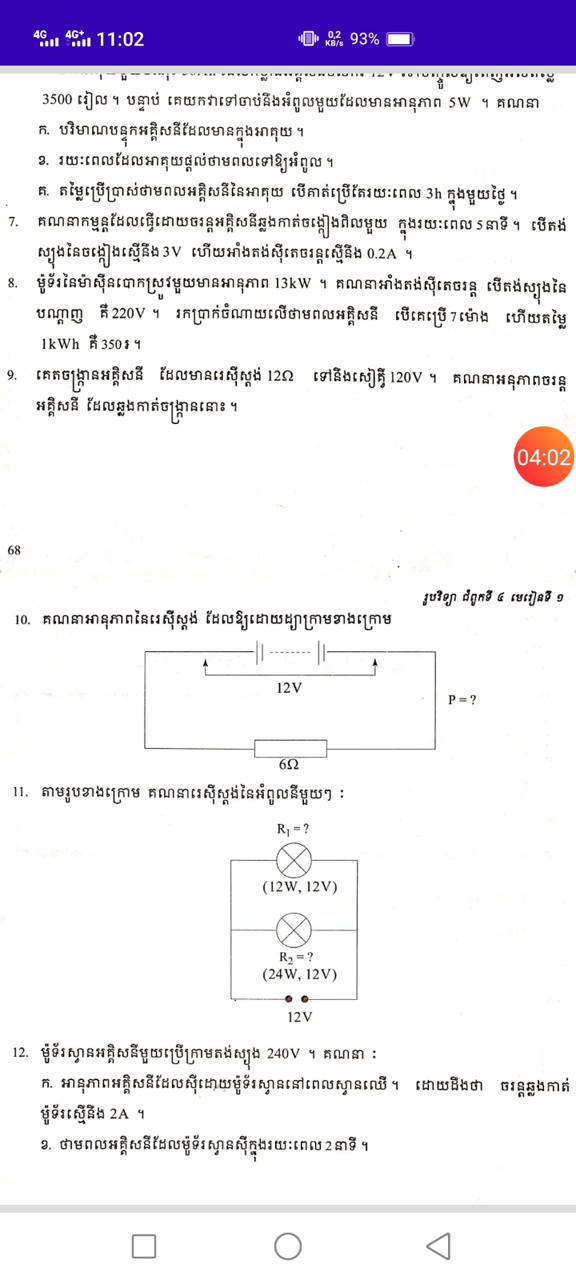 4G 4G+ 11:02 0,2 KB/s 93%
3500 រៀល ។ បន្ទាប់ គេយកវាទៅចាប់នឹងអំពូលមួយដែលមានអានុភាព 5W ។ គណនា
ក. បរិមាណបន្ទុកអគ្គិសនីដែលមានក្នុងអាគុយ ។
ខ. រយៈពេលដែលអាគុយផ្តល់ថាមពលទៅឱ្យអំពូល ។
គ. តម្លៃប្រើប្រាស់ថាមពលអគ្គិសនីនៃអាគុយ បើគាត់ប្រើតែរយៈពេល 3h ក្នុងមួយថ្ងៃ ។
7. គណនាកម្មន្តដែលធ្វើដោយចរន្តអគ្គិសនីឆ្លងកាត់ចង្កៀងពិលមួយ ក្នុងរយៈពេល 5 នាទី ។ បើតង់
ស្យុងនៃចង្កៀងស្មើនឹង 3V ហើយអាំងតង់ស៊ីតេចរន្តស្មើនឹង 0.2A ។
8. ម៉ូទ័រនៃម៉ាស៊ីនបោកស្រូវមួយមានអានុភាព 13kW ។ គណនាអាំងតង់ស៊ីតេចរន្ត បើតង់ស្យុងនៃ
បណ្តាញ គឺ 220V ។ រកប្រាក់ចំណាយលើថាមពលអគ្គិសនី បើគេប្រើ 7 ម៉ោង ហើយតម្លៃ
1kWh គឺ 350៛ ។
9. គេតចង្ក្រានអគ្គិសនី ដែលមានរេស៊ីស្តង់ 12Ω ទៅនឹងសៀគ្វី 120V ។ គណនាអនុភាពចរន្ត
អគ្គិសនី ដែលឆ្លងកាត់ចង្ក្រាននោះ ។
04:02
68
រូបវិទ្យា ជំពូកទី ៤ មេរៀនទី ១
10. គណនាអានុភាពនៃរេស៊ីស្តង់ ដែលឱ្យដោយដ្យាក្រាមខាងក្រោម
12V
P = ?
6Ω
11. តាមរូបខាងក្រោម គណនារេស៊ីស្តង់នៃអំពូលនីមួយៗ :
R₁ = ?
(12W, 12V)
R₂ = ?
(24W, 12V)
12V
12. ម៉ូទ័រស្វានអគ្គិសនីមួយប្រើក្រាមតង់ស្យុង 240V ។ គណនា :
ក. អានុភាពអគ្គិសនីដែលស៊ីដោយម៉ូទ័រស្វាននៅពេលស្វានឈើ ។ ដោយដឹងថា ចរន្តឆ្លងកាត់
ម៉ូទ័រស្មើនឹង 2A ។
ខ. ថាមពលអគ្គិសនីដែលម៉ូទ័រស្វានស៊ីក្នុងរយៈពេល 2 នាទី ។